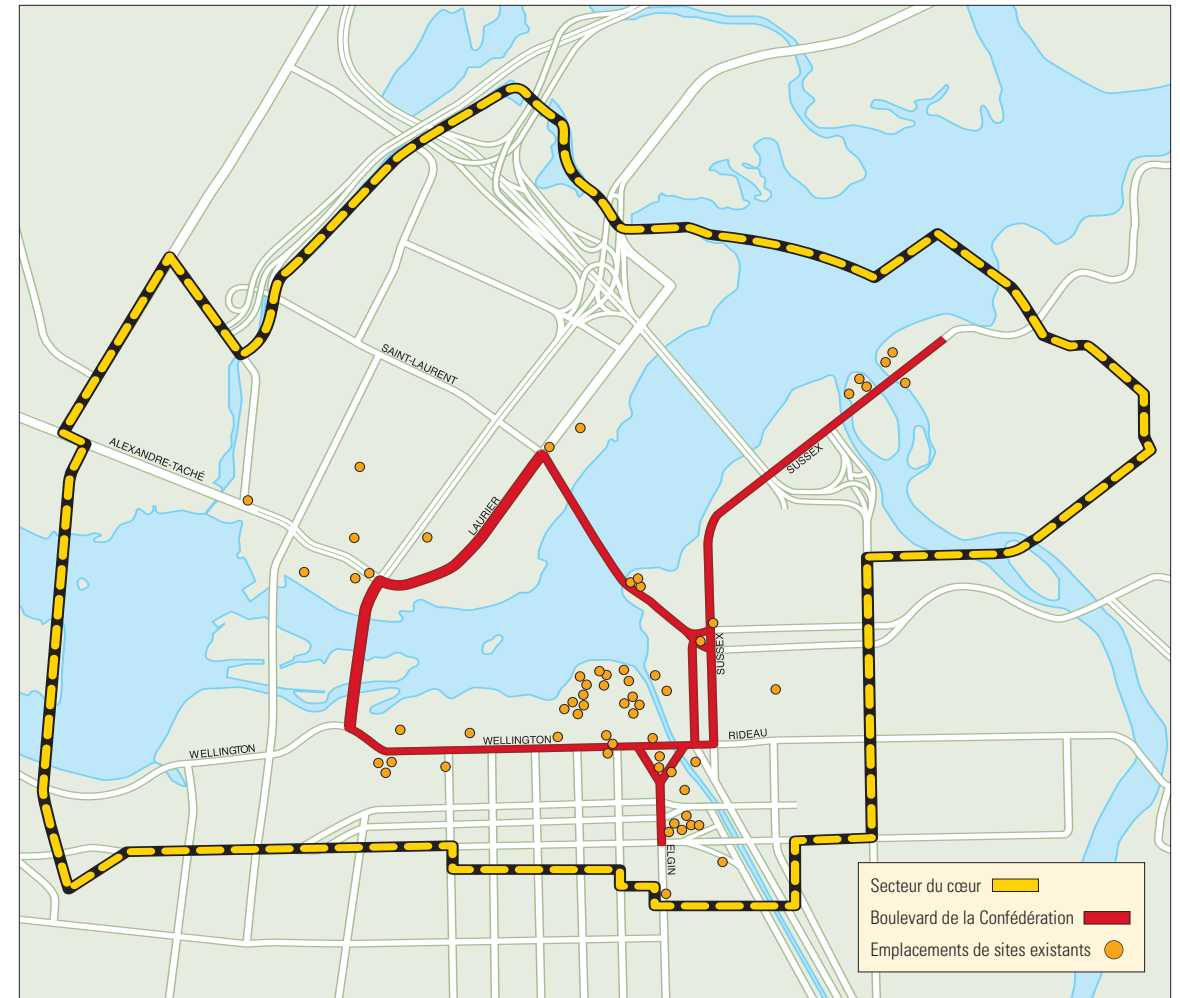 SAINT-LAURENT
ALEXANDRE-TACHÉ
SUSSEX
LAURIER
SUSSEX
WELLINGTON
WELLINGTON
RIDEAU
ELGIN
Secteur du cœur
Boulevard de la Confédération
Emplacements de sites existants